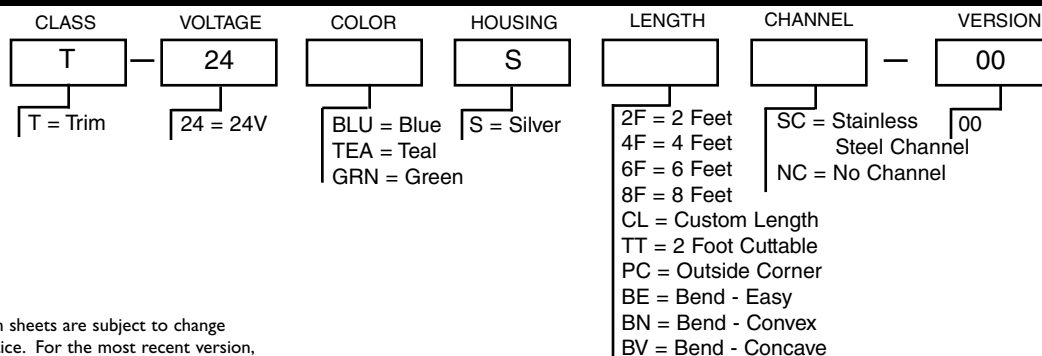 CLASS VOLTAGE COLOR HOUSING LENGTH CHANNEL VERSION
T — 24 S — 00
T = Trim
24 = 24V
BLU = Blue
TEA = Teal
GRN = Green
S = Silver
2F = 2 Feet
4F = 4 Feet
6F = 6 Feet
8F = 8 Feet
CL = Custom Length
TT = 2 Foot Cuttable
PC = Outside Corner
BE = Bend - Easy
BN = Bend - Convex
BV = Bend - Concave
SC = Stainless
Steel Channel
NC = No Channel
00
sheets are subject to change
For the most recent version,